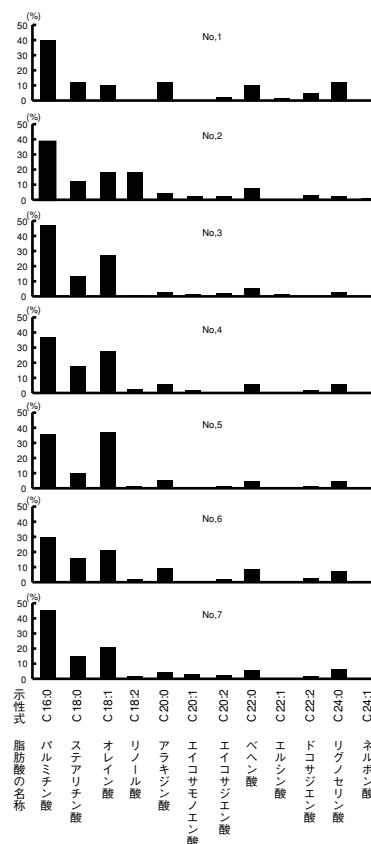 (%)
50
40
30
20
10
0
No,1
(%)
50
40
30
20
10
0
No,2
(%)
50
40
30
20
10
0
No,3
(%)
50
40
30
20
10
0
No,4
(%)
50
40
30
20
10
0
No,5
(%)
50
40
30
20
10
0
No,6
(%)
50
40
30
20
10
0
No,7
示性式
C 16:0
C 18:0
C 18:1
C 18:2
C 20:0
C 20:1
C 20:2
C 22:0
C 22:1
C 22:2
C 24:0
C 24:1
脂肪酸の名称
パルミチン酸
ステアリチン酸
オレイン酸
リノール酸
アラキジン酸
エイコサモノエン酸
エイコサジエン酸
ベヘン酸
エルシン酸
ドコサジエン酸
リグノセリン酸
ネルボン酸